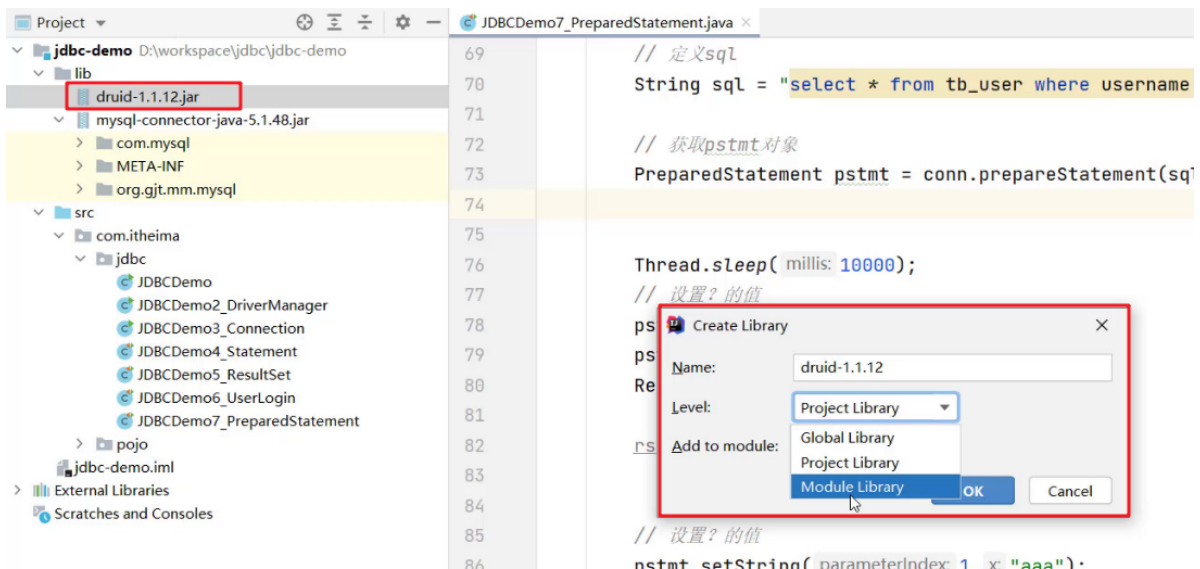 Project
jdbc-demo D:\workspace\jdbc\jdbc-demo
lib
druid-1.1.12.jar
mysql-connector-java-5.1.48.jar
com.mysql
META-INF
org.gjt.mm.mysql
src
com.itheima
jdbc
JDBCDemo
JDBCDemo2_DriverManager
JDBCDemo3_Connection
JDBCDemo4_Statement
JDBCDemo5_ResultSet
JDBCDemo6_UserLogin
JDBCDemo7_PreparedStatement
pojo
jdbc-demo.iml
External Libraries
Scratches and Consoles
JDBCDemo7_PreparedStatement.java
69 // 定义sql
70 String sql = "select * from tb_user where username
71
72 // 获取pstmt对象
73 PreparedStatement pstmt = conn.prepareStatement(sql
74
75
76 Thread.sleep( millis: 10000);
77 // 设置？的值
78 ps
79 ps
80 Re
81
82 rs
83
84
85 // 设置？的值
86 pstmt.setString( parameterIndex: 1, x: "aaa");
Create Library
Name: druid-1.1.12
Level: Project Library
Global Library
Add to module:
Project Library
Module Library
OK Cancel